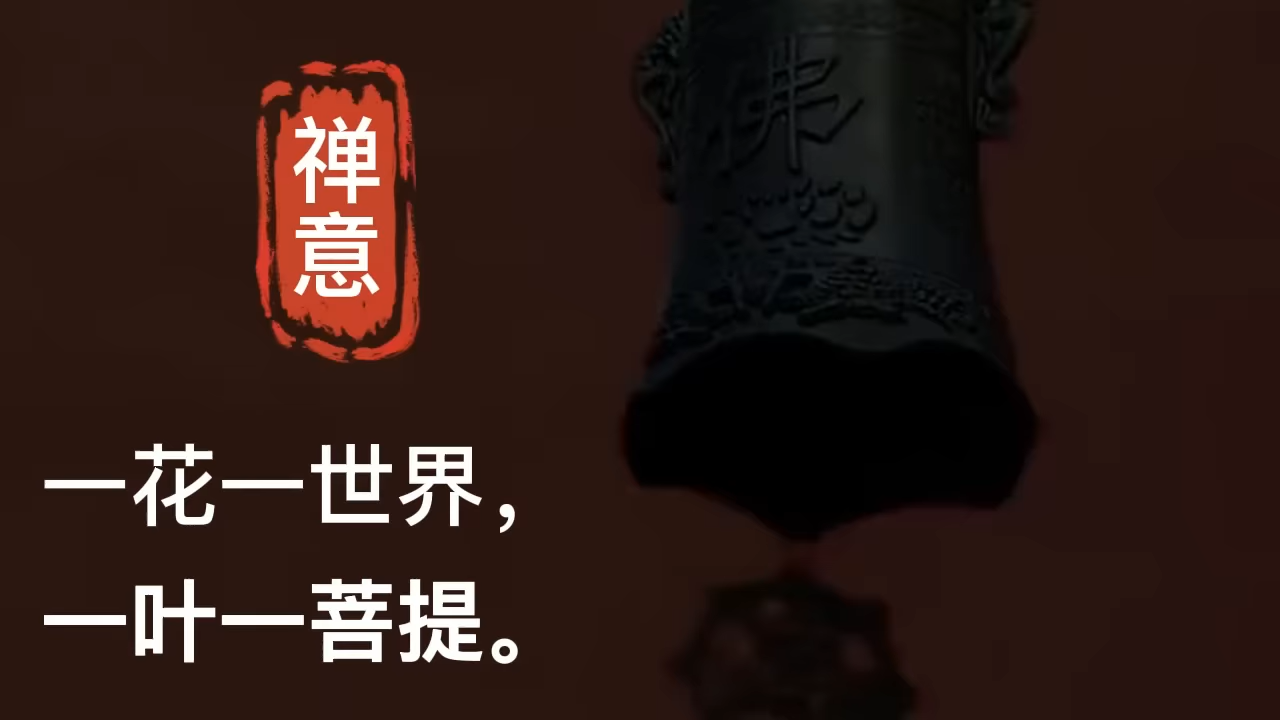 禅意
一花一世界，
一叶一菩提。
佛